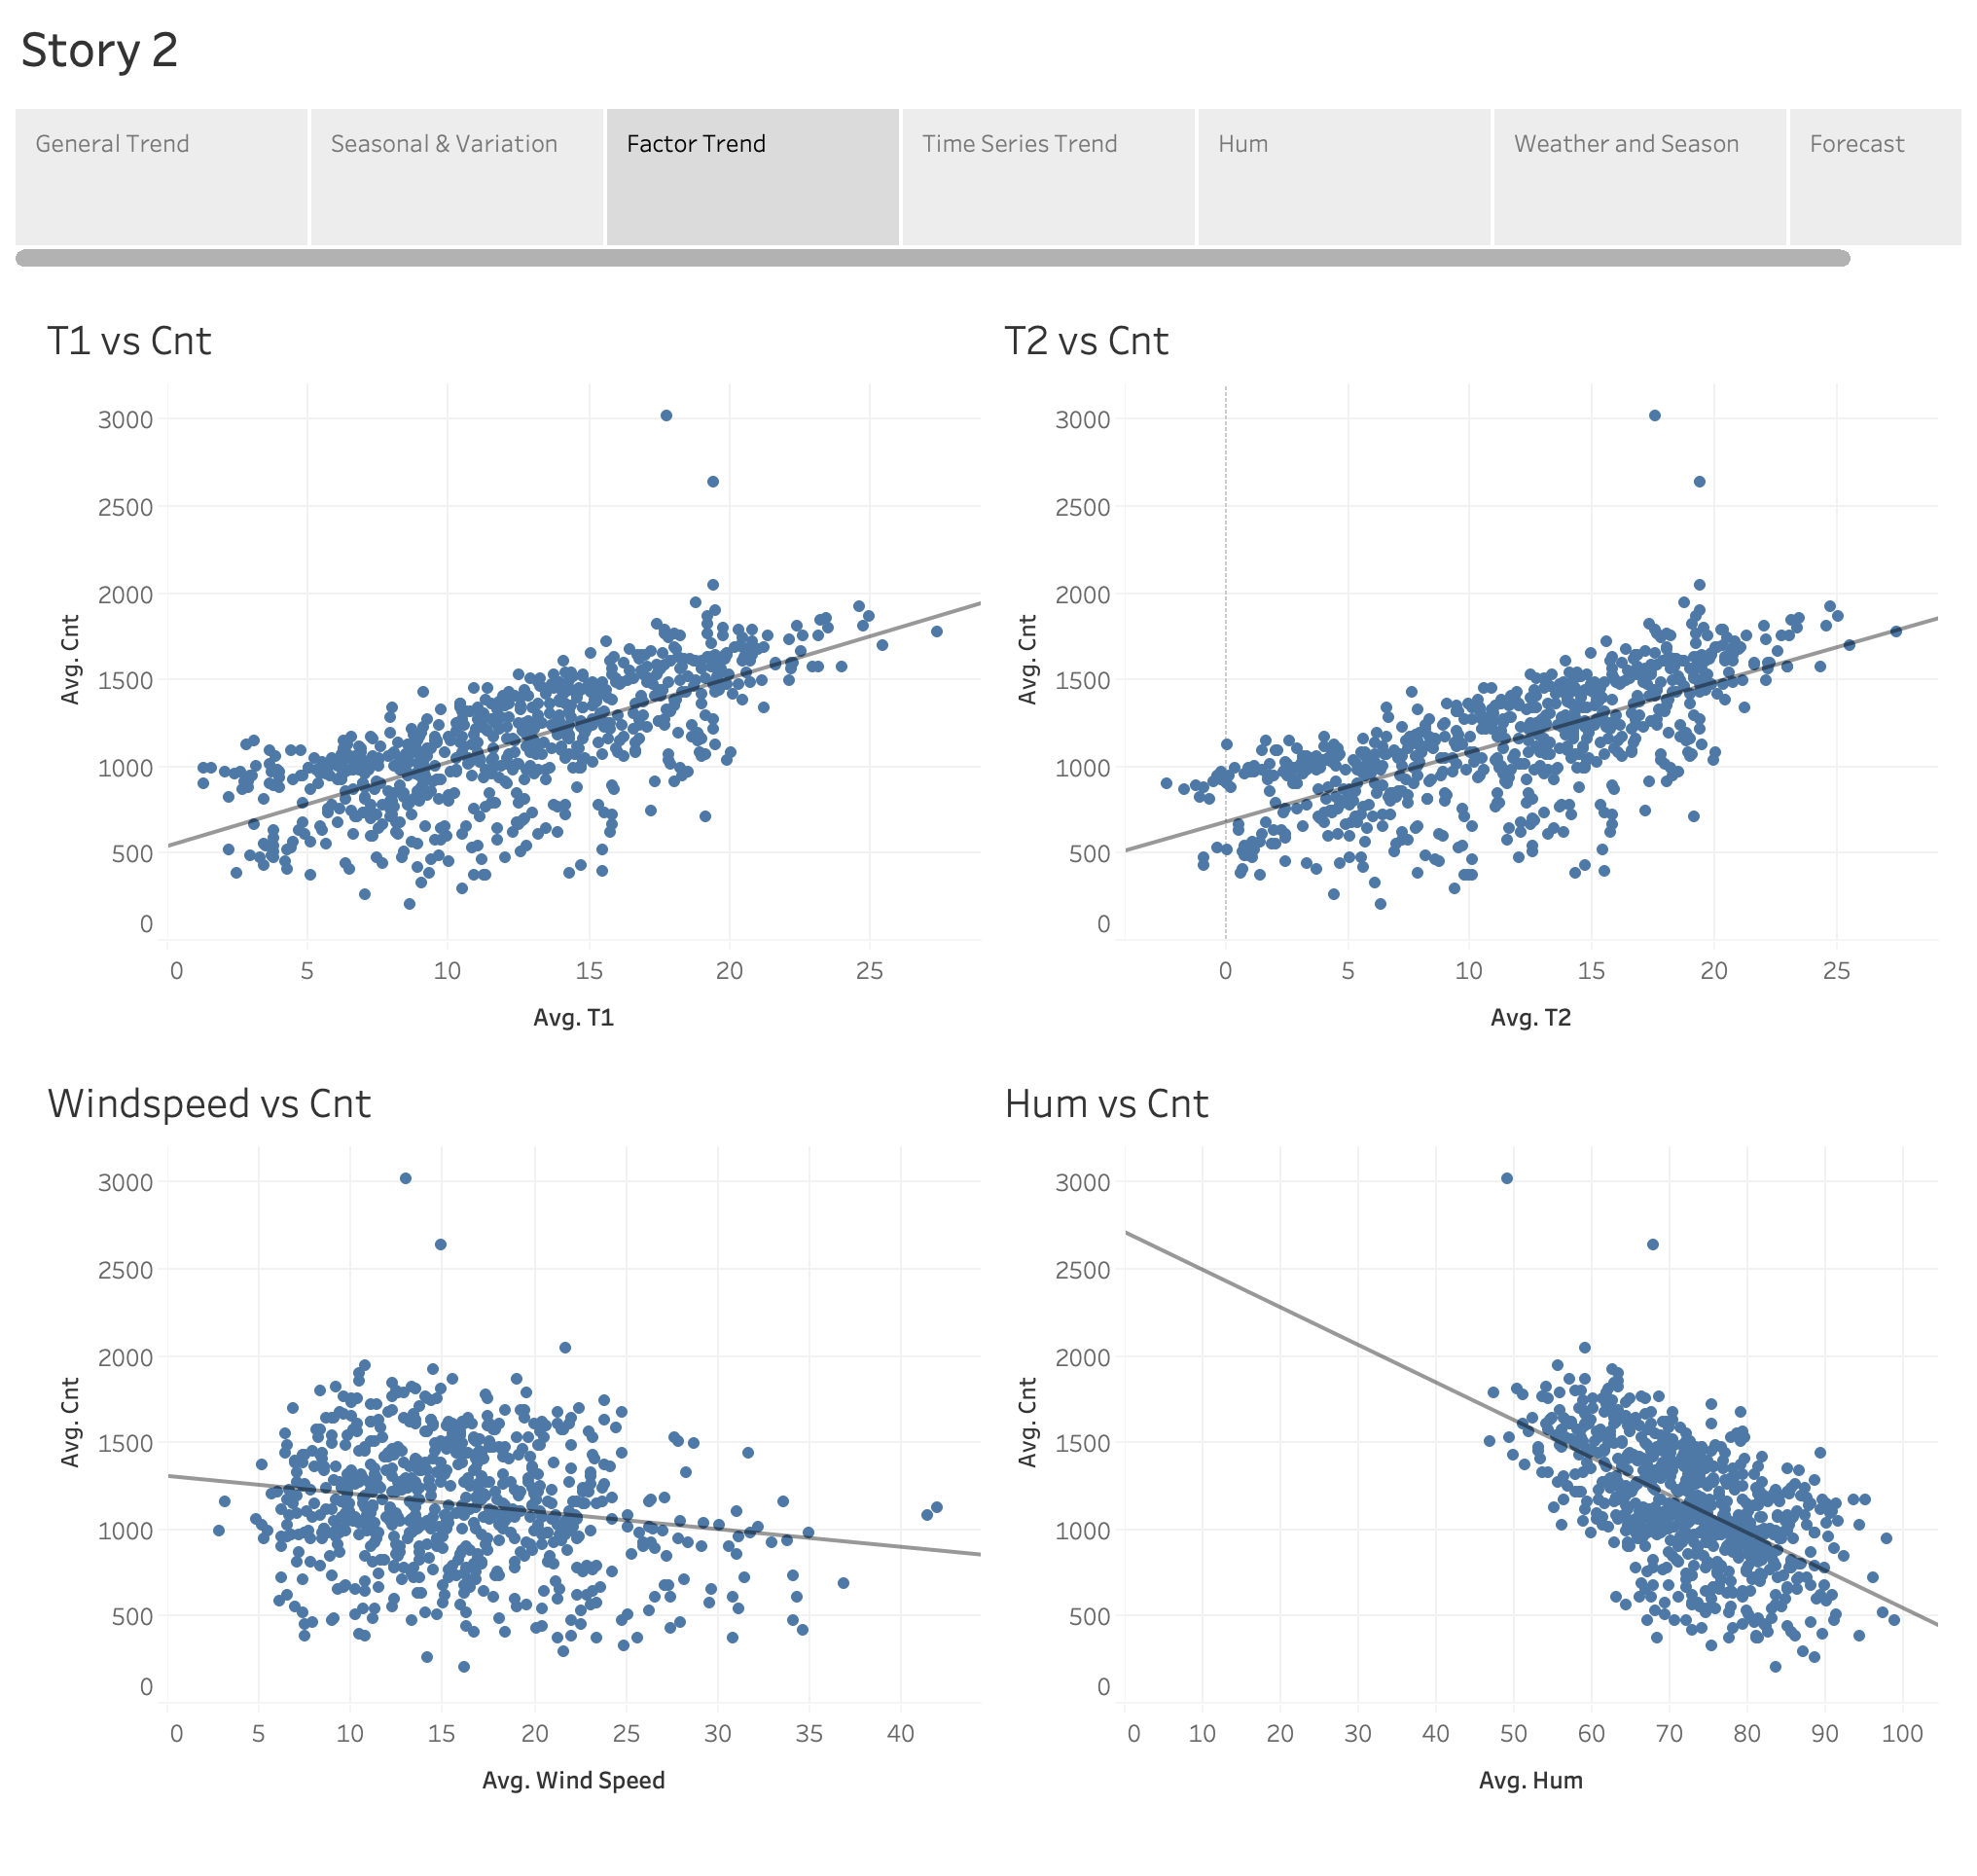 Story 2
General Trend
Seasonal & Variation
Factor Trend
Time Series Trend
Hum
Weather and Season
Forecast
T1 vs Cnt
3000
2500
2000
1500
1000
500
0
Avg. Cnt
0 5 10 15 20 25
Avg. T1
T2 vs Cnt
3000
2500
2000
1500
1000
500
0
Avg. Cnt
0 5 10 15 20 25
Avg. T2
Windspeed vs Cnt
3000
2500
2000
1500
1000
500
0
Avg. Cnt
0 5 10 15 20 25 30 35 40
Avg. Wind Speed
Hum vs Cnt
3000
2500
2000
1500
1000
500
0
Avg. Cnt
0 10 20 30 40 50 60 70 80 90 100
Avg. Hum